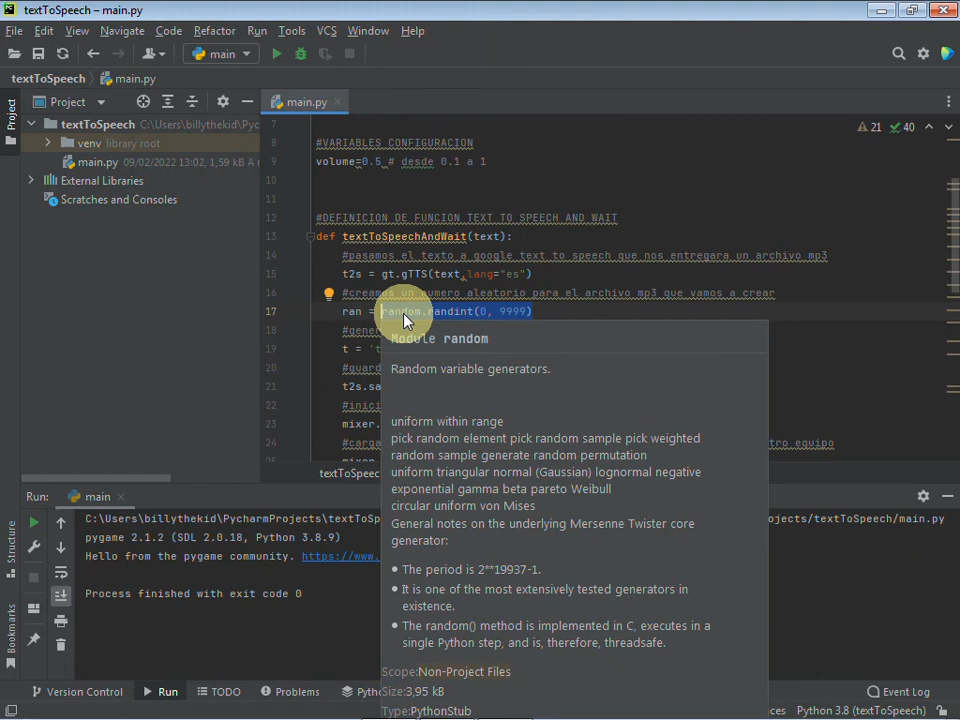 textToSpeech – main.py
File Edit View Navigate Code Refactor Run Tools VCS Window Help
main
textToSpeech main.py
Project
Project
main.py
textToSpeech C:\Users\billythekid\Pycharm
venv library root
main.py 09/02/2022 13:02, 1,59 kB A
External Libraries
Scratches and Consoles
21 40
7
8 #VARIABLES CONFIGURACION
9 volume=0.5 # desde 0.1 a 1
10
11
12 #DEFINICION DE FUNCION TEXT TO SPEECH AND WAIT
13 def textToSpeechAndWait(text):
14 #pasamos el texto a google text to speech que nos entregara un archivo mp3
15 t2s = gt.gTTS(text,lang="es")
16 #creamos un numero aleatorio para el archivo mp3 que vamos a crear
17 ran = random.randint(0, 9999)
18 #gene
19 t = 't
20 #guard
21 t2s.sa
22 #inici
23 mixer.
24 #carga tro equipo
textToSpeec
Module random
Random variable generators.
uniform within range
pick random element pick random sample pick weighted
random sample generate random permutation
uniform triangular normal (Gaussian) lognormal negative
exponential gamma beta pareto Weibull
circular uniform von Mises
General notes on the underlying Mersenne Twister core
generator:
• The period is 2**19937-1.
• It is one of the most extensively tested generators in
existence.
• The random() method is implemented in C, executes in a
single Python step, and is, therefore, threadsafe.
Scope:Non-Project Files
Size:3,95 kB
Type:PythonStub
Run: main
C:\Users\billythekid\PycharmProjects\textToSp ojects/textToSpeech/main.py
pygame 2.1.2 (SDL 2.0.18, Python 3.8.9)
Hello from the pygame community. https://www.
Process finished with exit code 0
Structure
Bookmarks
Version Control Run TODO Problems Pytho Event Log
ces Python 3.8 (textToSpeech)